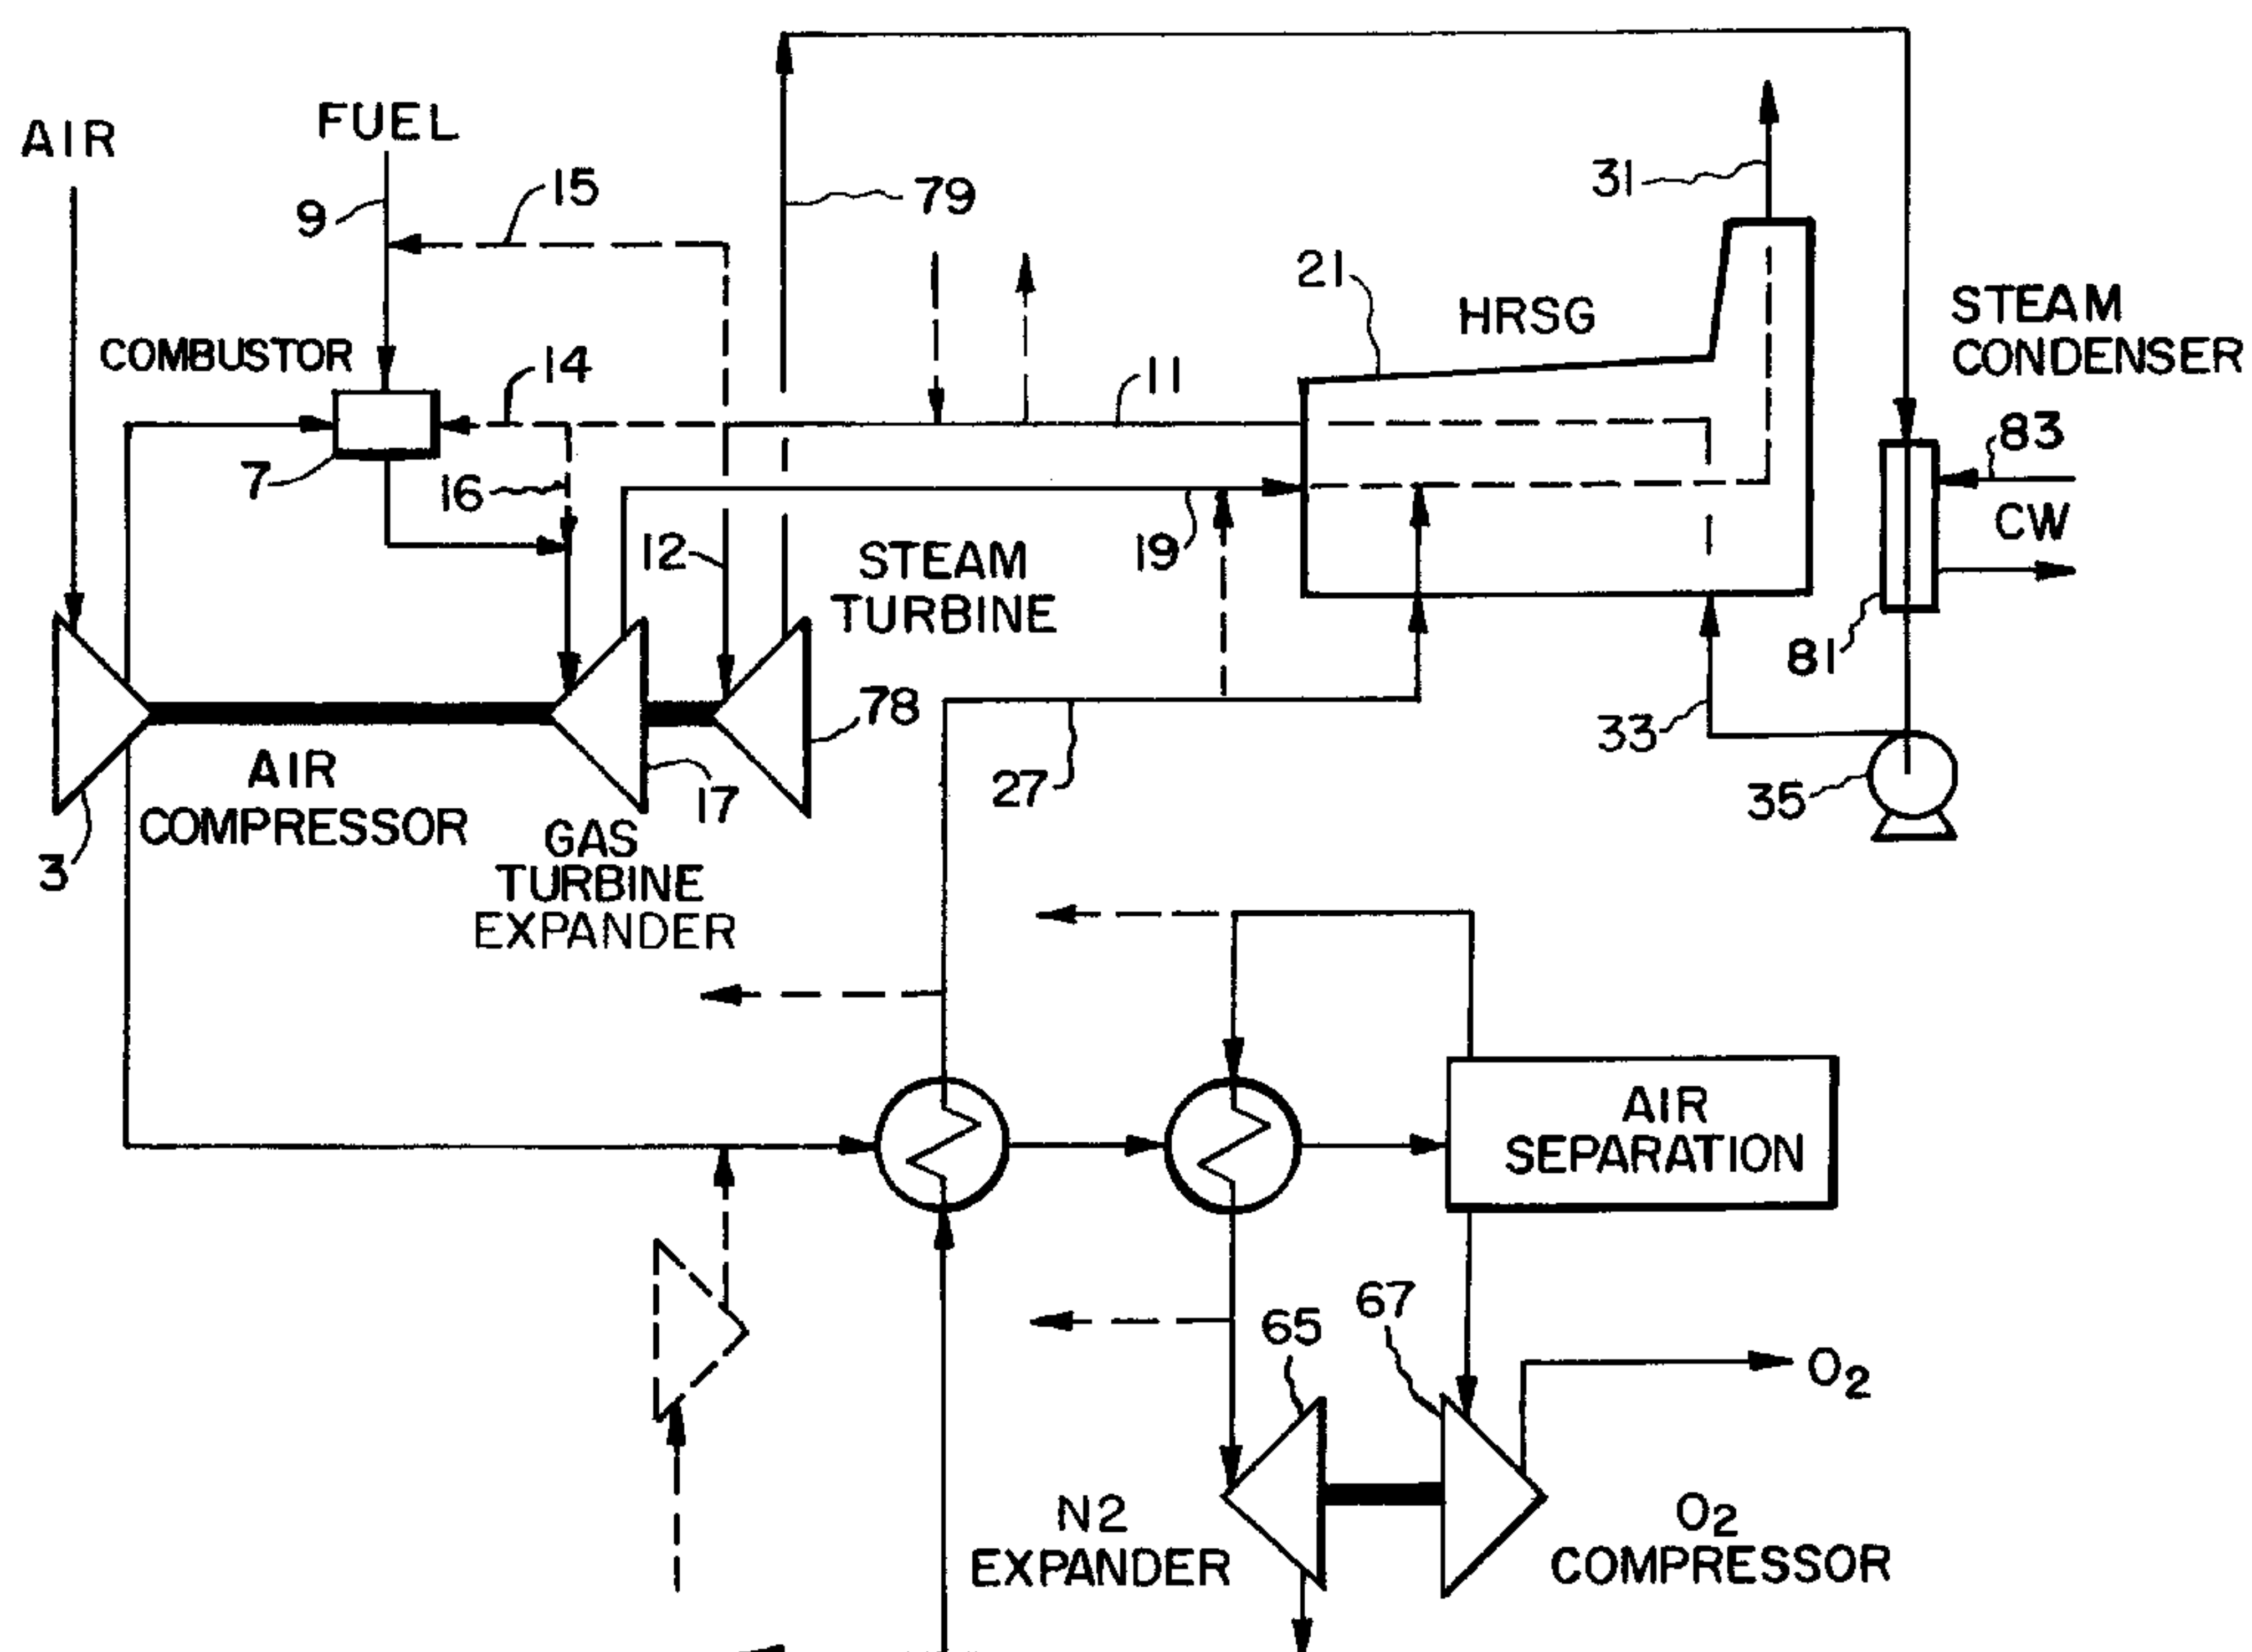 AIR
FUEL
9
15
79
31
21
HRSG
STEAM
CONDENSER
COMBUSTOR
14
11
83
7
16
CW
12
STEAM
TURBINE
19
81
78
33
AIR
COMPRESSOR
17
27
35
3
GAS
TURBINE
EXPANDER
AIR
SEPARATION
65
67
O2
N2
EXPANDER
O2
COMPRESSOR